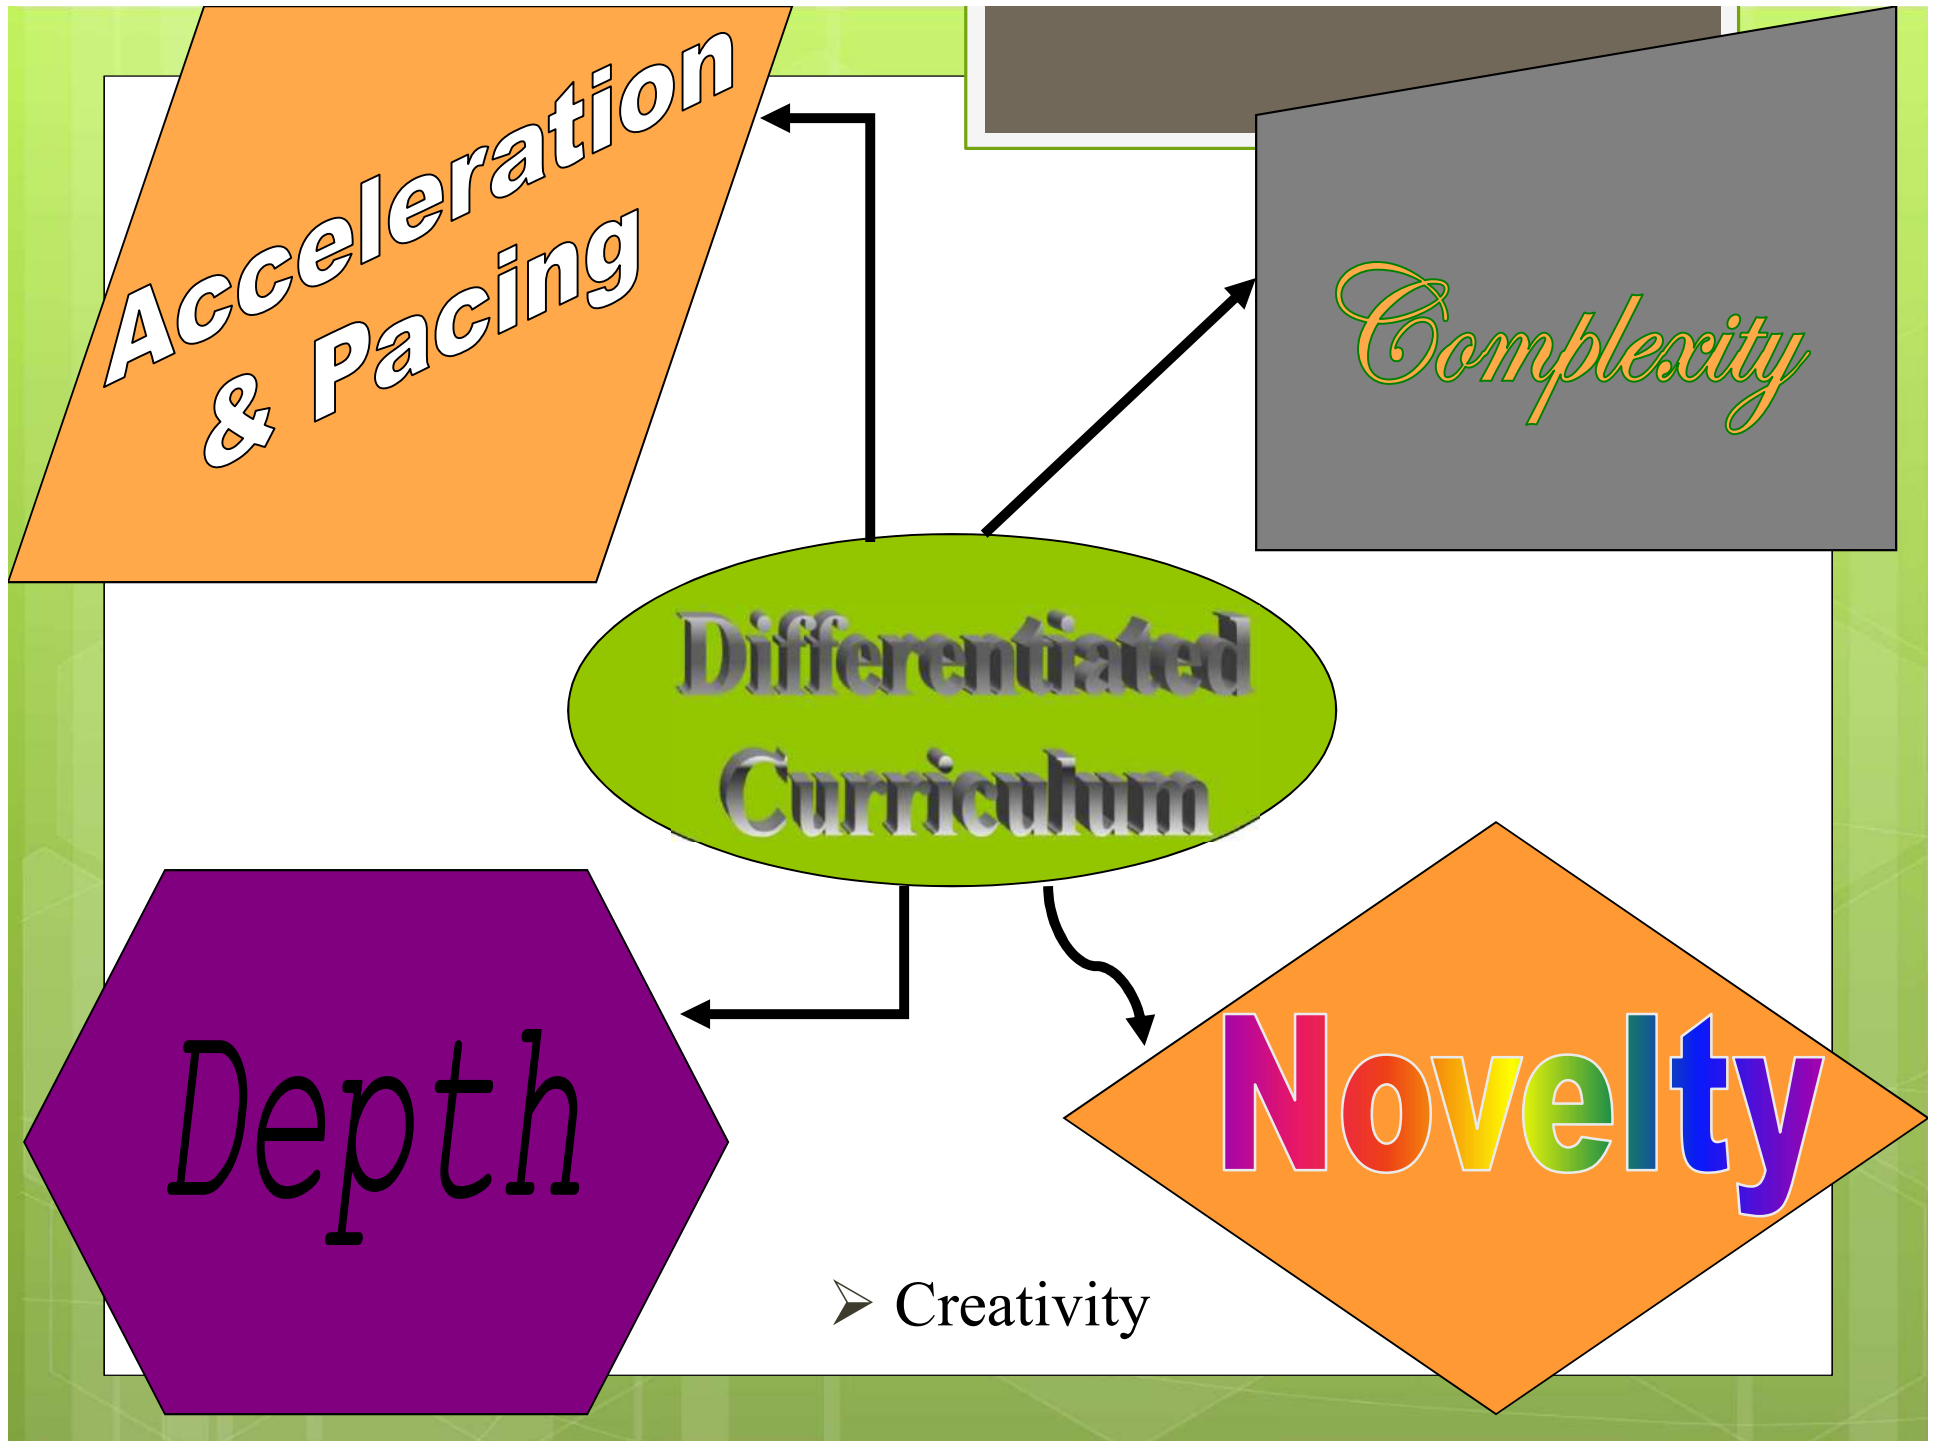 Acceleration
& Pacing
Complexity
Differentiated
Curriculum
Depth
Novelty
Creativity